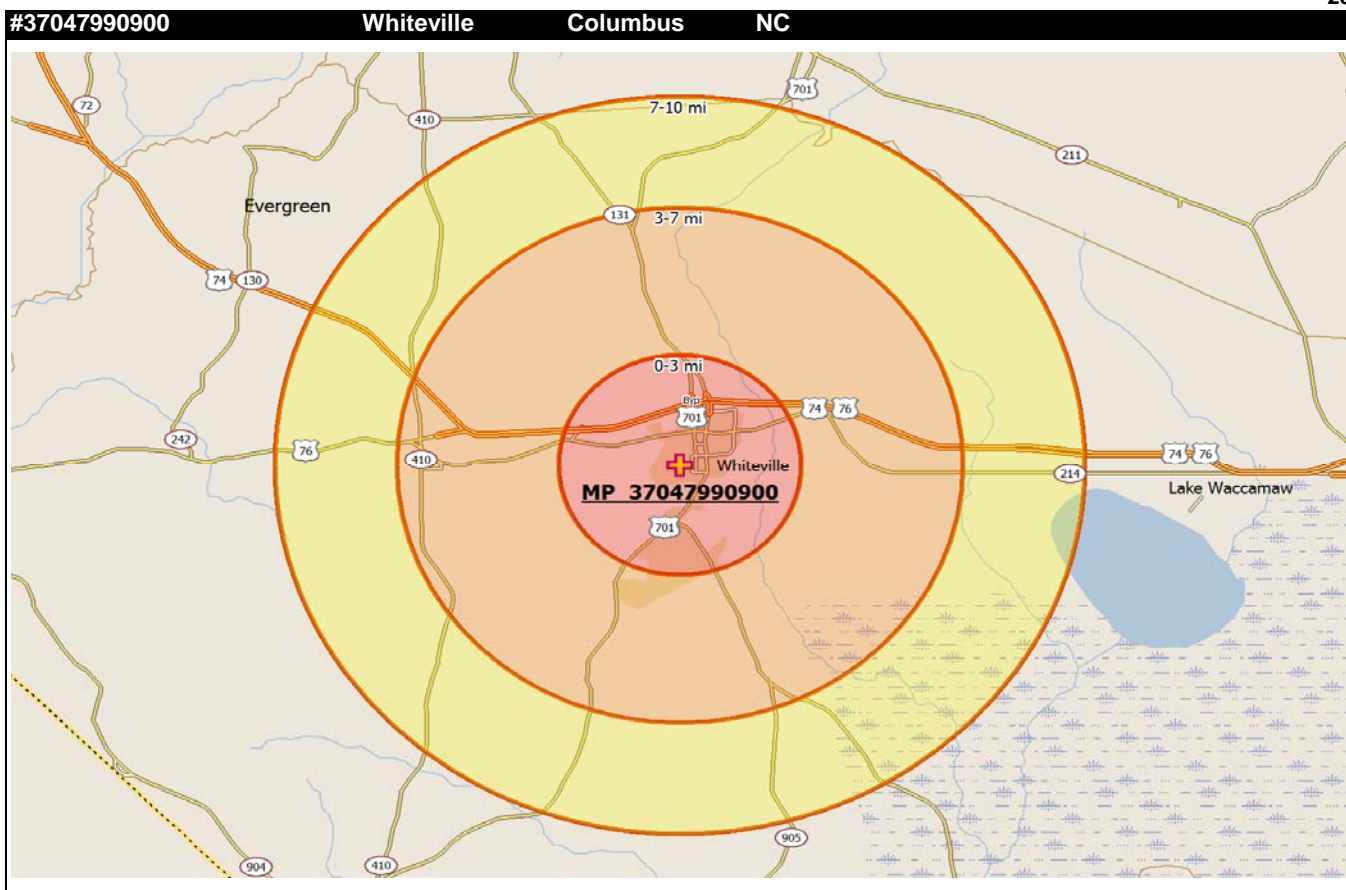 #37047990900 Whiteville Columbus NC
701
72
7-10 mi
410
211
Evergreen
131
3-7 mi
74
130
0-3 mi
Byp
701
74 76
242
76
410
Whiteville
74 76
214
Lake Waccamaw
MP 37047990900
701
905
904
410